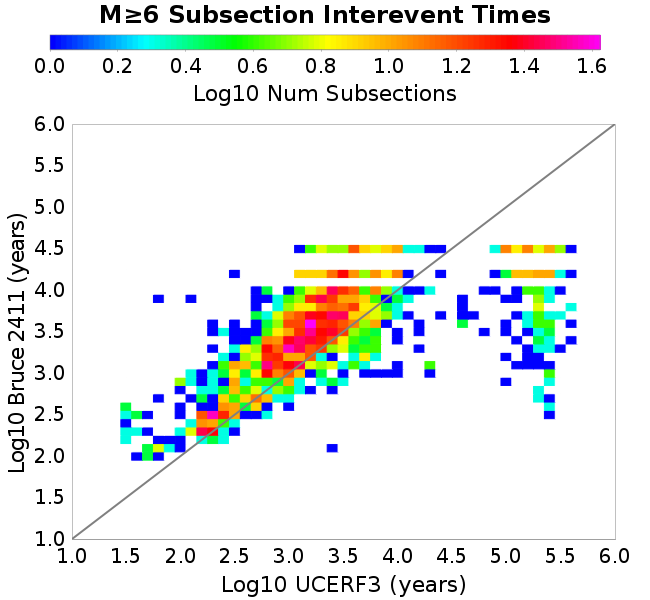 M≥6 Subsection Interevent Times
0.0 0.2 0.4 0.6 0.8 1.0 1.2 1.4 1.6
Log10 Num Subsections
6.0
5.5
5.0
4.5
4.0
3.5
3.0
2.5
2.0
1.5
1.0
Log10 Bruce 2411 (years)
1.0 1.5 2.0 2.5 3.0 3.5 4.0 4.5 5.0 5.5 6.0
Log10 UCERF3 (years)